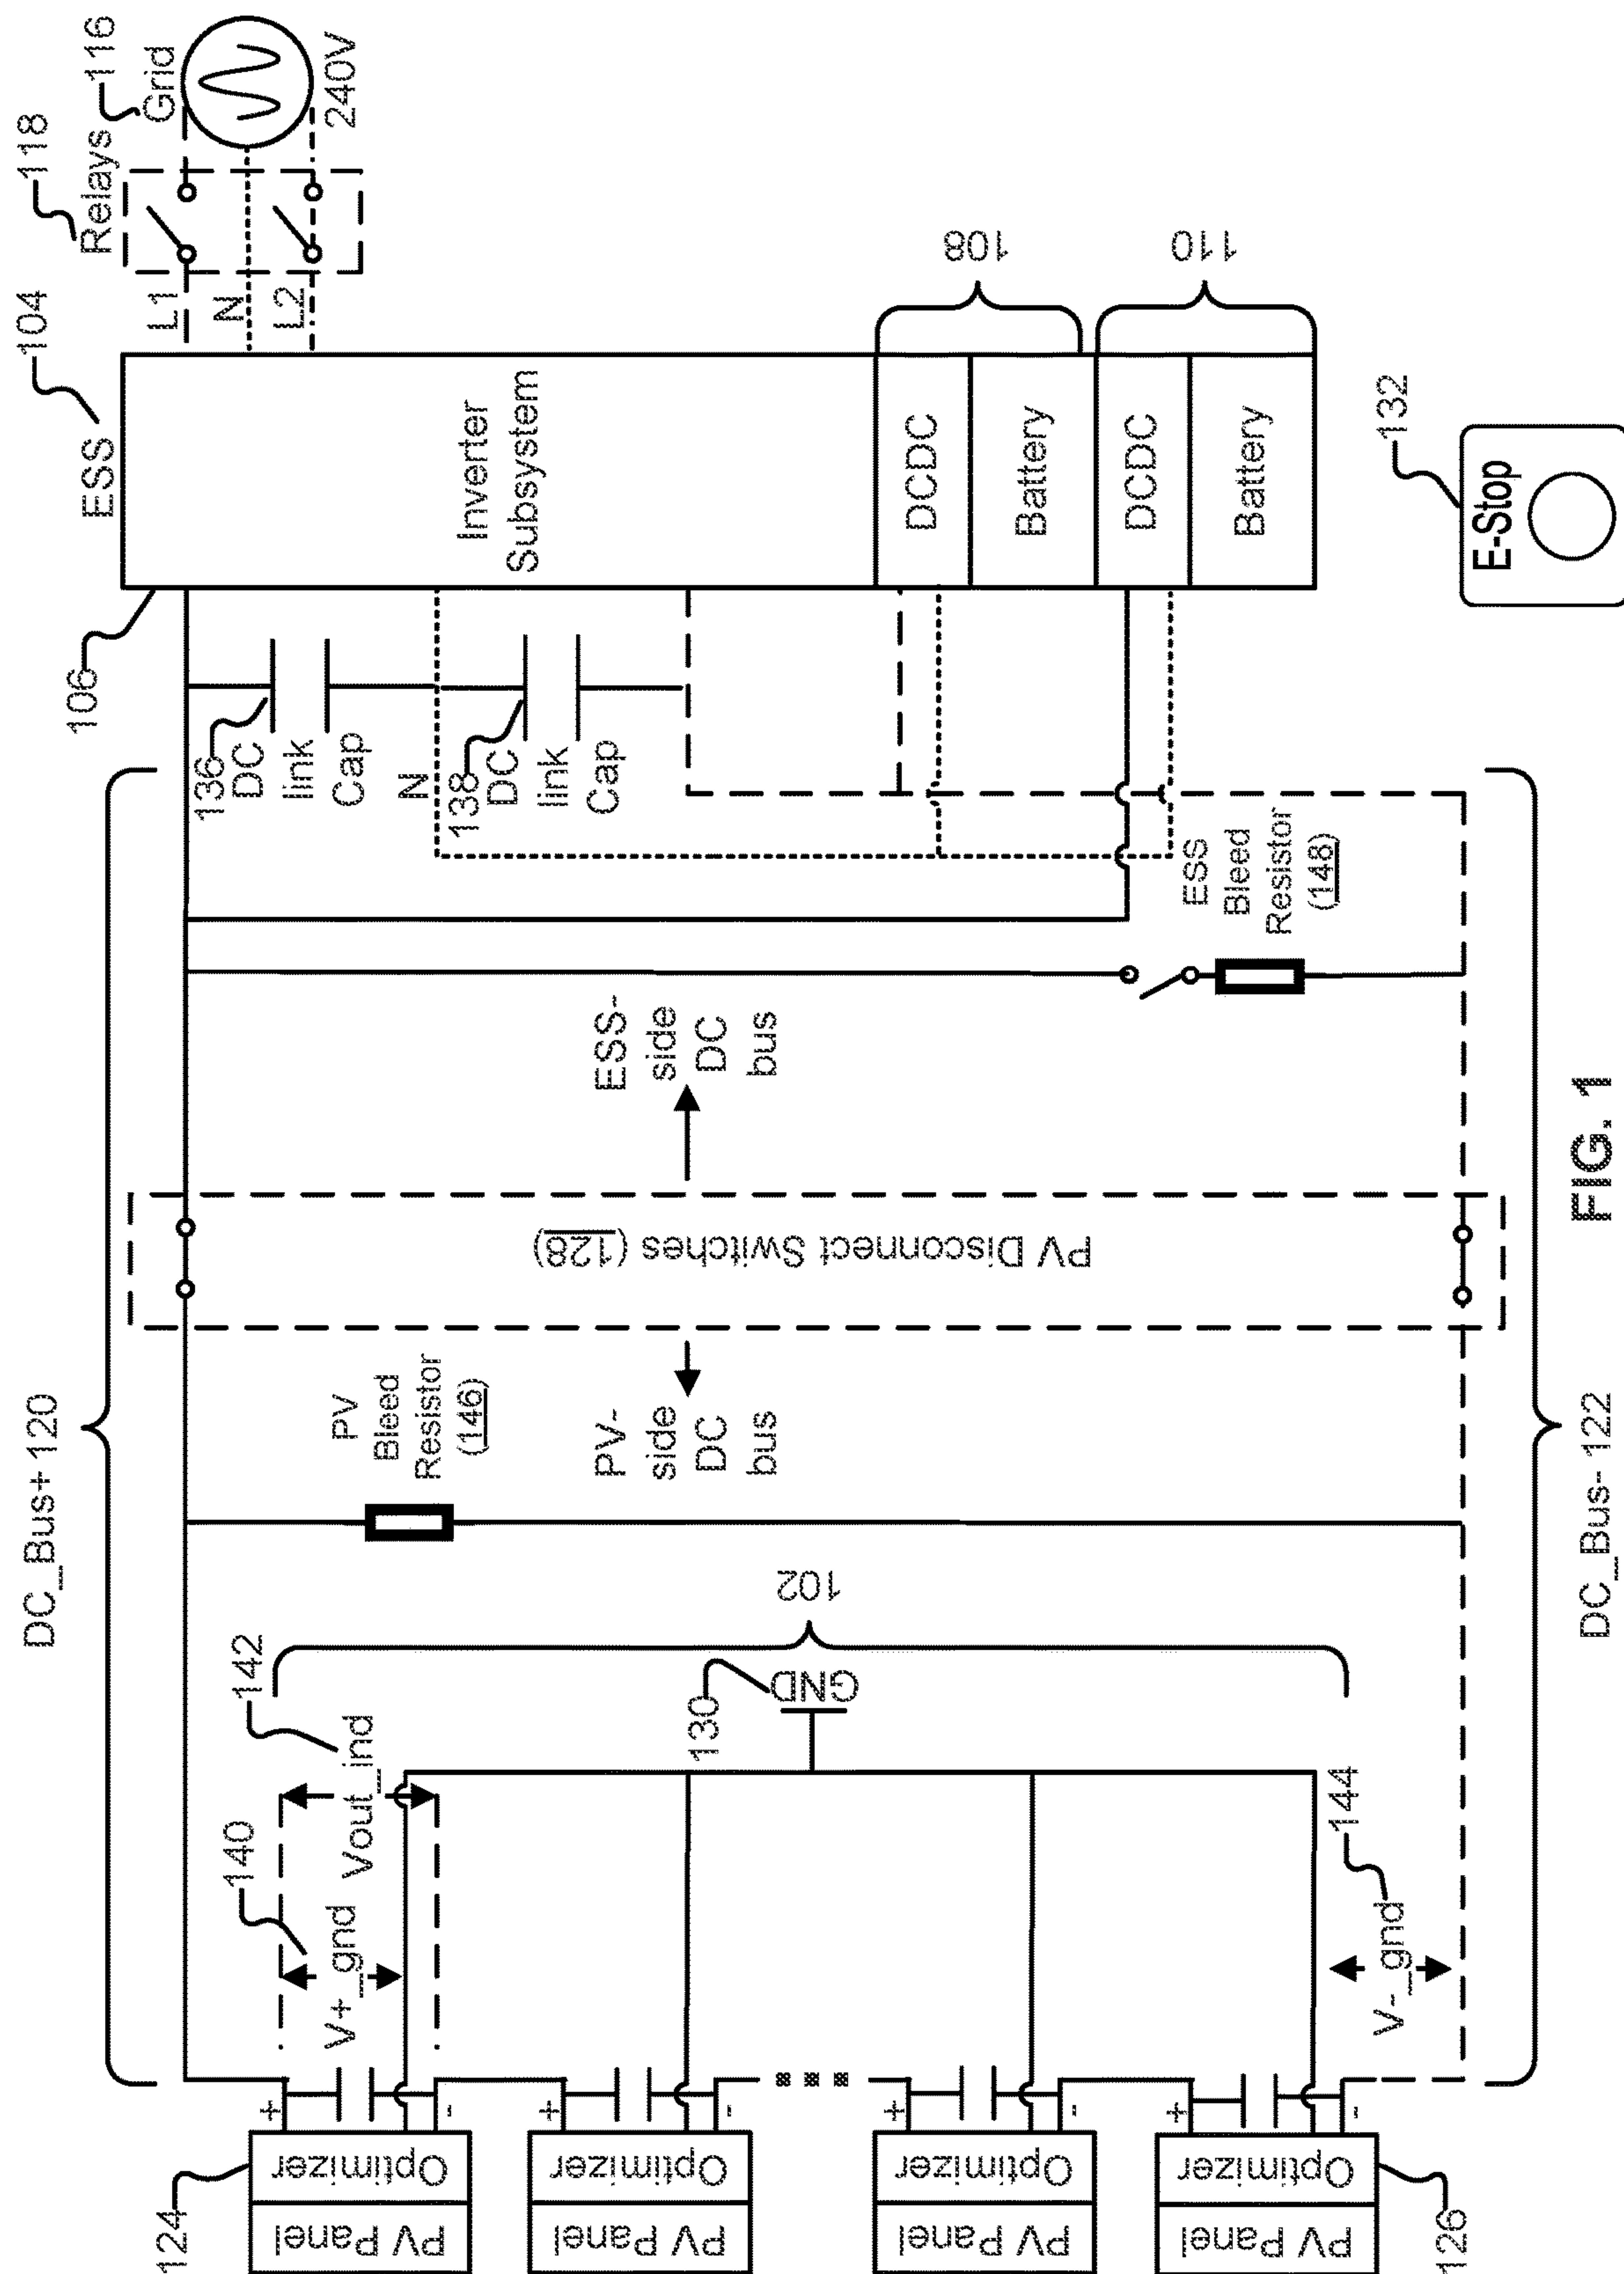 DC_Bus+ 120
104
ESS
118
Relays
116
Grid
240V
L1
N
L2
106
136
DC
link
Cap
N
138
DC
link
Cap
Inverter
Subsystem
DCDC
Battery
DCDC
Battery
108
110
PV
Bleed
Resistor
(146)
PV-
side
DC
bus
PV Disconnect Switches (128)
ESS-
side
DC
bus
ESS
Bleed
Resistor
(148)
124
PV Panel
Optimizer
+
-
140
V+_gnd
142
Vout_ind
PV Panel
Optimizer
+
-
130
GND
102
PV Panel
Optimizer
+
-
PV Panel
Optimizer
+
-
126
V-_gnd
144
132
E-Stop
DC_Bus- 122
FIG. 1